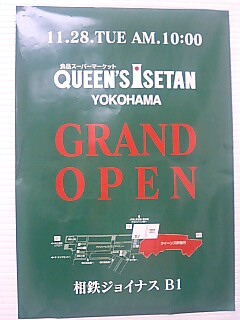 11.28.TUE AM.10:00
食品スーパーマーケット
QUEEN'S ISETAN
YOKOHAMA
GRAND
OPEN
相鉄ジョイナス B1